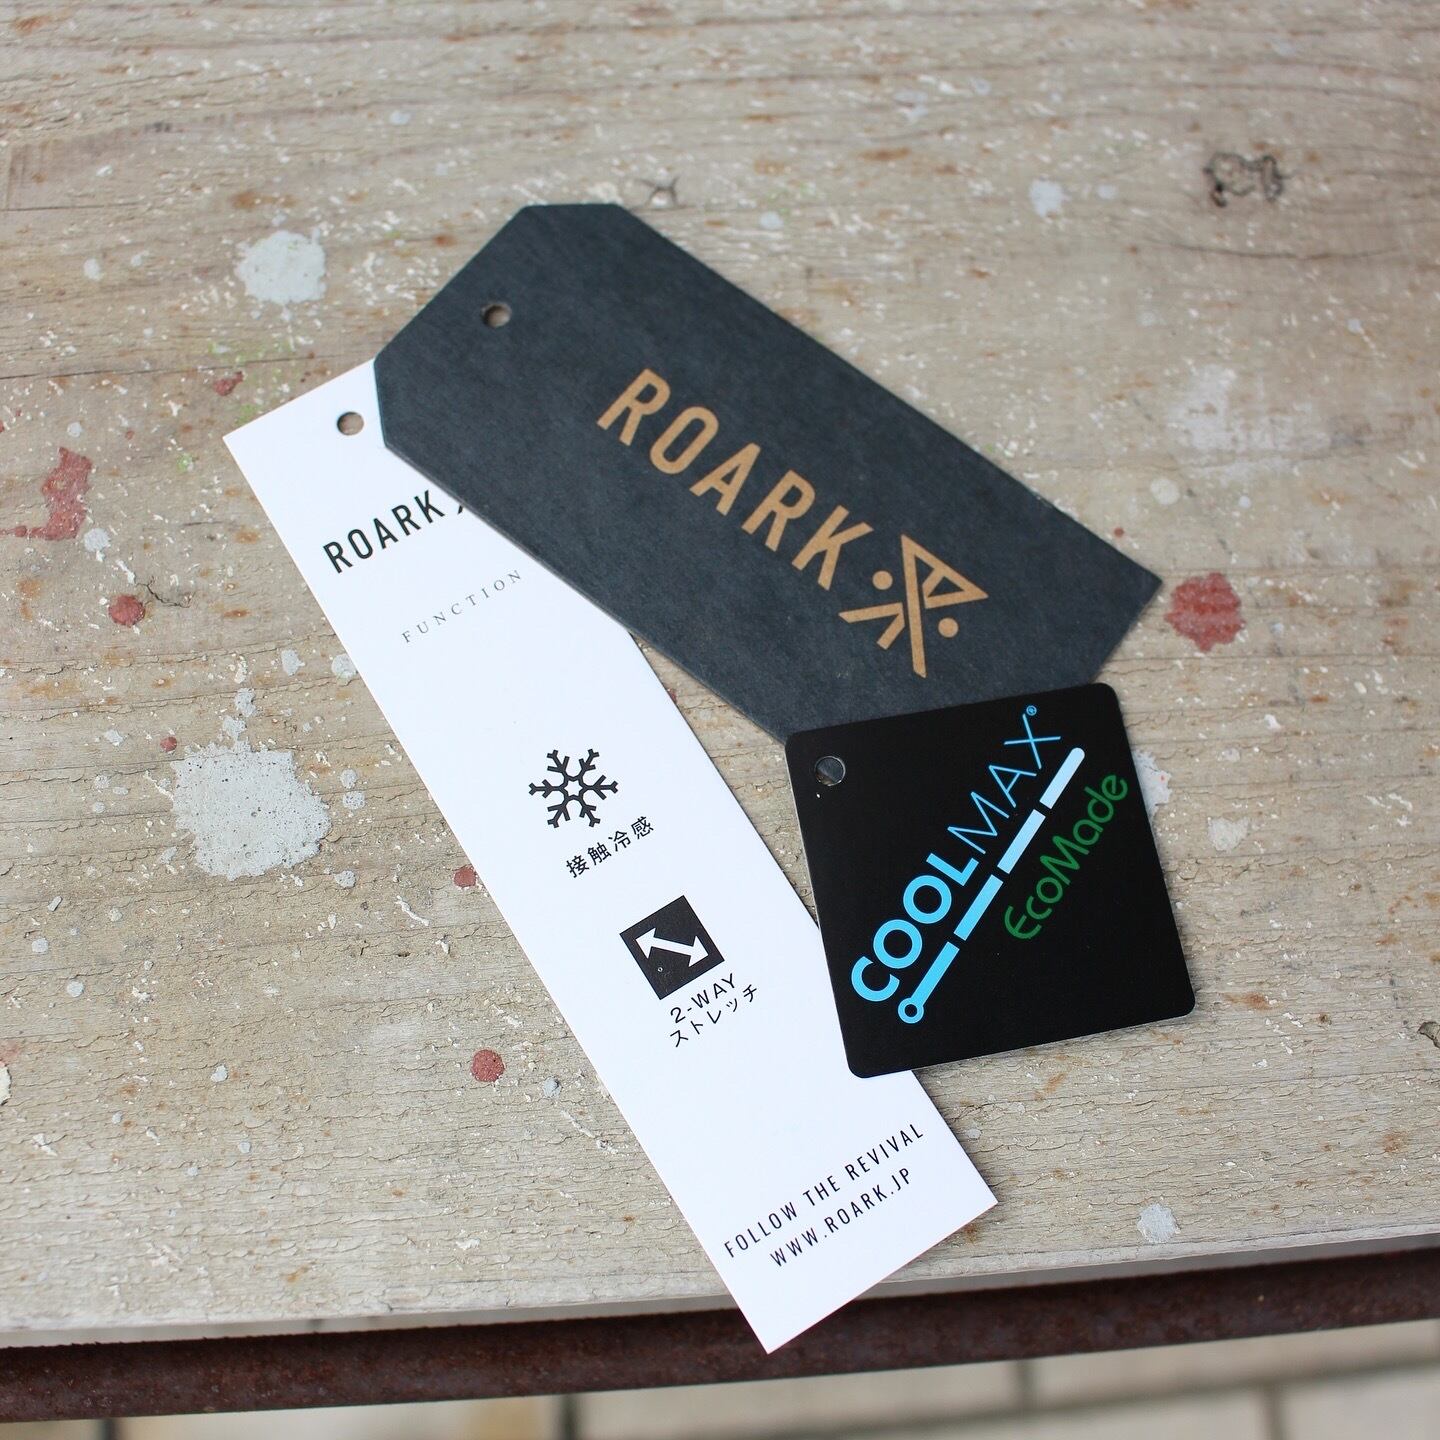 ROARK
ROARK
FUNCTION
接触冷感
2-WAY
ストレッチ
FOLLOW THE REVIVAL
WWW.ROARK.JP
COOLMAX®
EcoMade